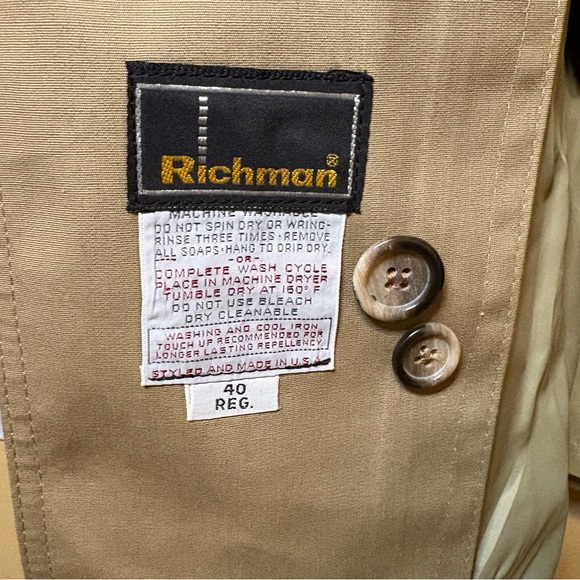 Richman®
MACHINE WASHABLE
DO NOT SPIN DRY OR WRING-
RINSE THREE TIMES · REMOVE
ALL SOAPS · HANG TO DRIP DRY.
-OR-
COMPLETE WASH CYCLE
PLACE IN MACHINE DRYER
TUMBLE DRY AT 150° F
DO NOT USE BLEACH
DRY CLEANABLE
WASHING AND COOL IRON
TOUCH UP RECOMMENDED FOR
LONGER LASTING REPELLENCY
STYLED AND MADE IN U.S.A.
40
REG.